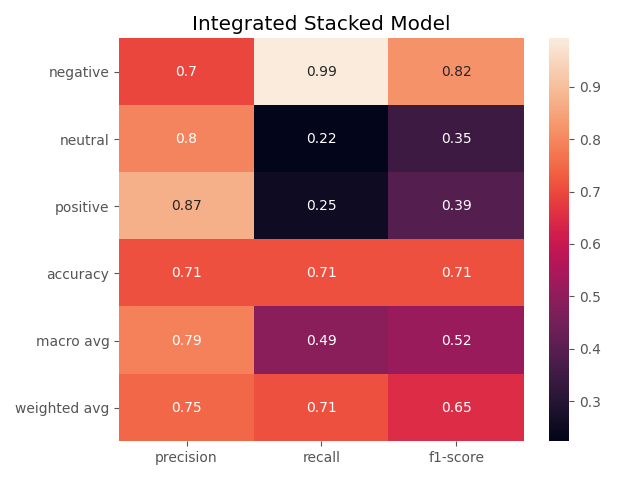 Integrated Stacked Model
negative 0.7 0.99 0.82
neutral 0.8 0.22 0.35
positive 0.87 0.25 0.39
accuracy 0.71 0.71 0.71
macro avg 0.79 0.49 0.52
weighted avg 0.75 0.71 0.65
precision recall f1-score
0.9
0.8
0.7
0.6
0.5
0.4
0.3